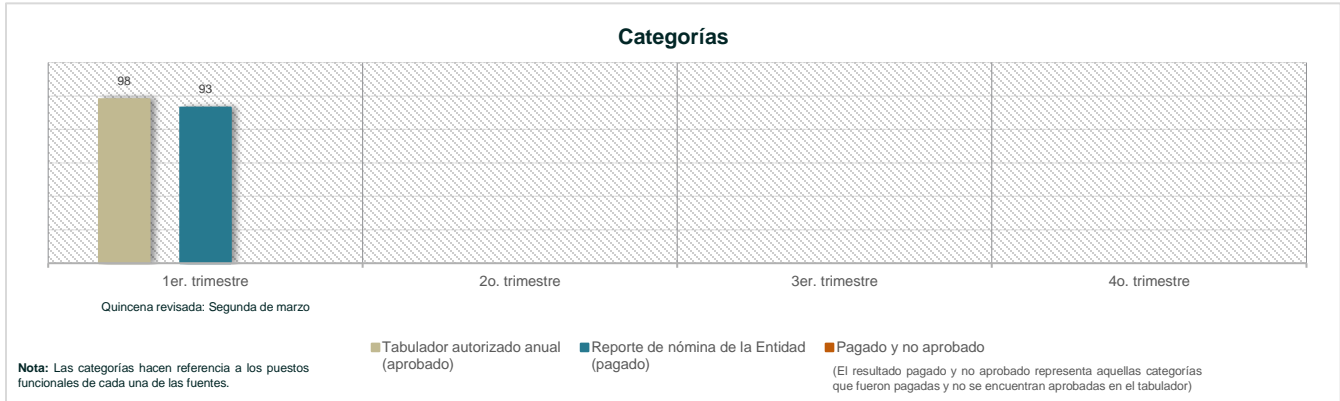 Categorías
98
93
1er. trimestre
2o. trimestre
3er. trimestre
4o. trimestre
Quincena revisada: Segunda de marzo
Tabulador autorizado anual
(aprobado)
Reporte de nómina de la Entidad
(pagado)
Pagado y no aprobado
(El resultado pagado y no aprobado representa aquellas categorías
que fueron pagadas y no se encuentran aprobadas en el tabulador)
Nota: Las categorías hacen referencia a los puestos
funcionales de cada una de las fuentes.